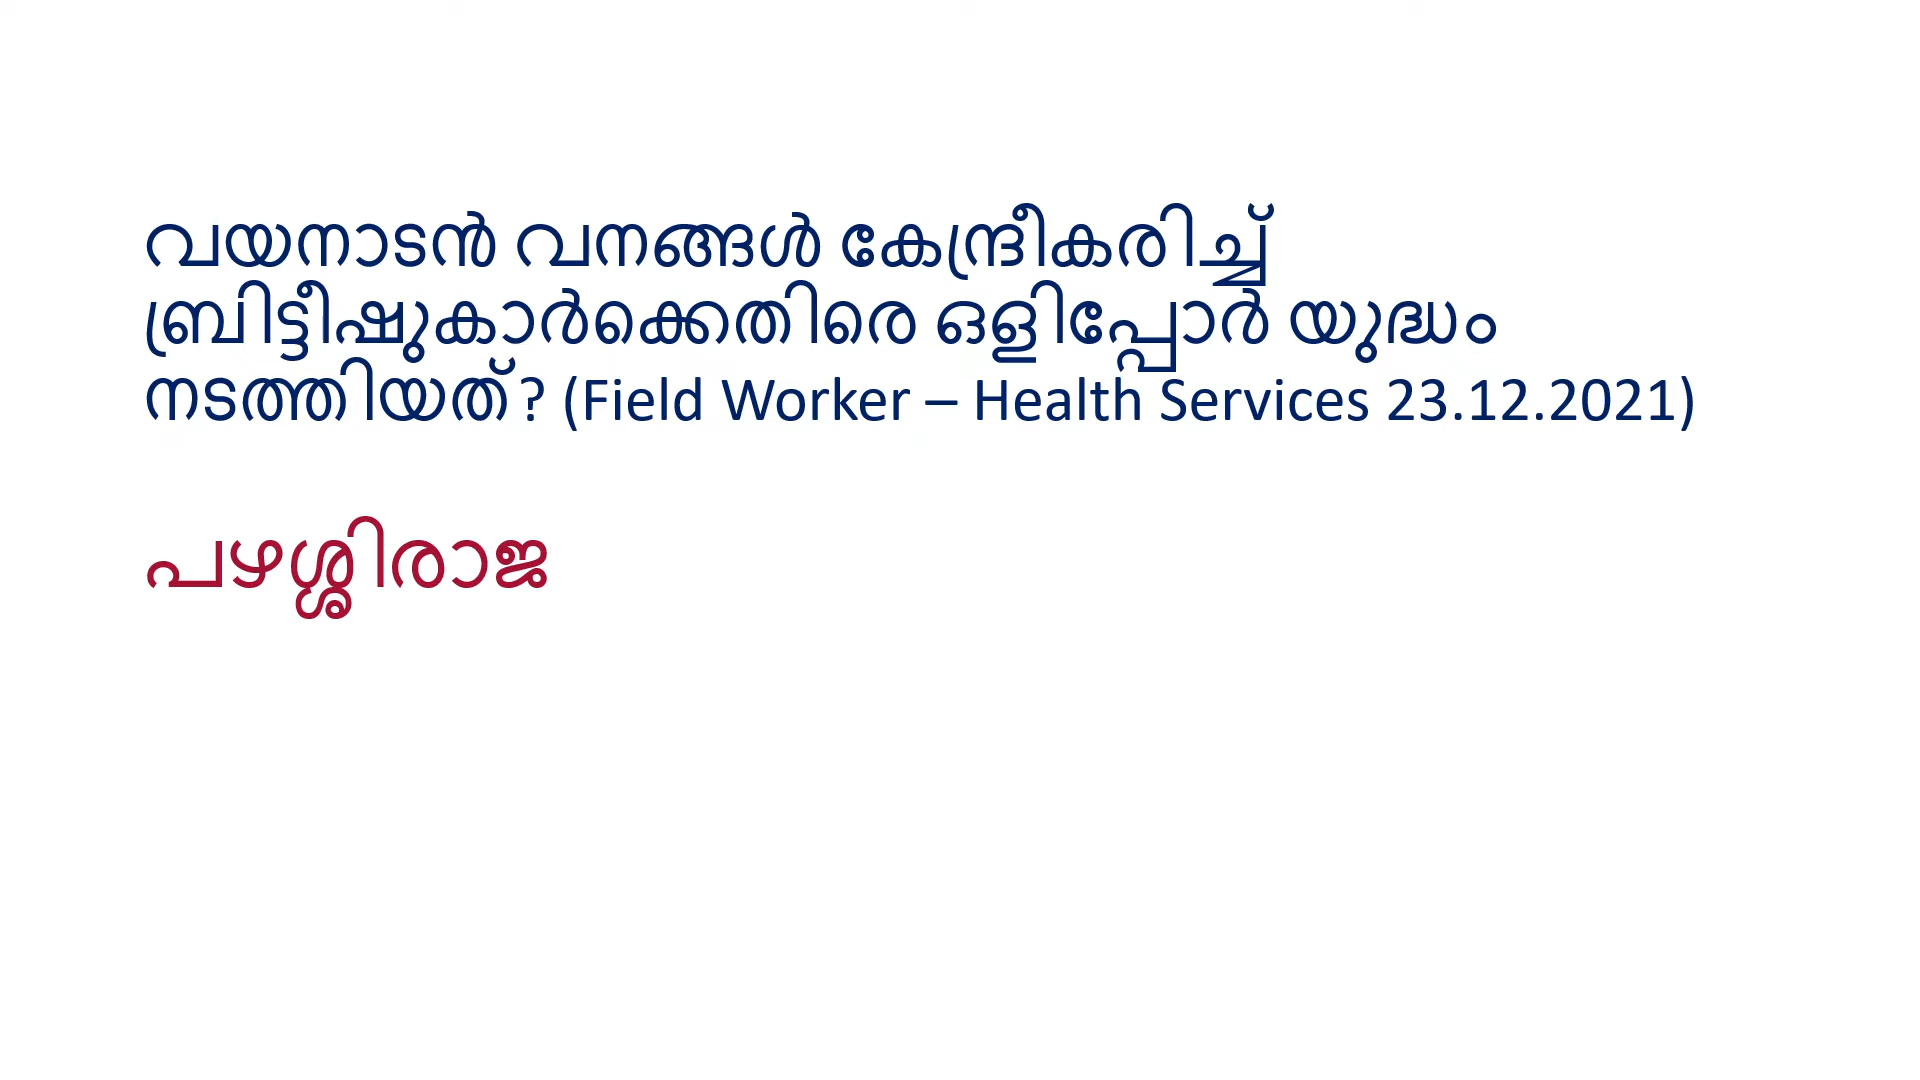 വയനാടൻ വനങ്ങൾ കേന്ദ്രീകരിച്ച്
ബ്രിട്ടീഷുകാർക്കെതിരെ ഒളിപ്പോർ യുദ്ധം
നടത്തിയത്? (Field Worker – Health Services 23.12.2021)
പഴശ്ശിരാജ